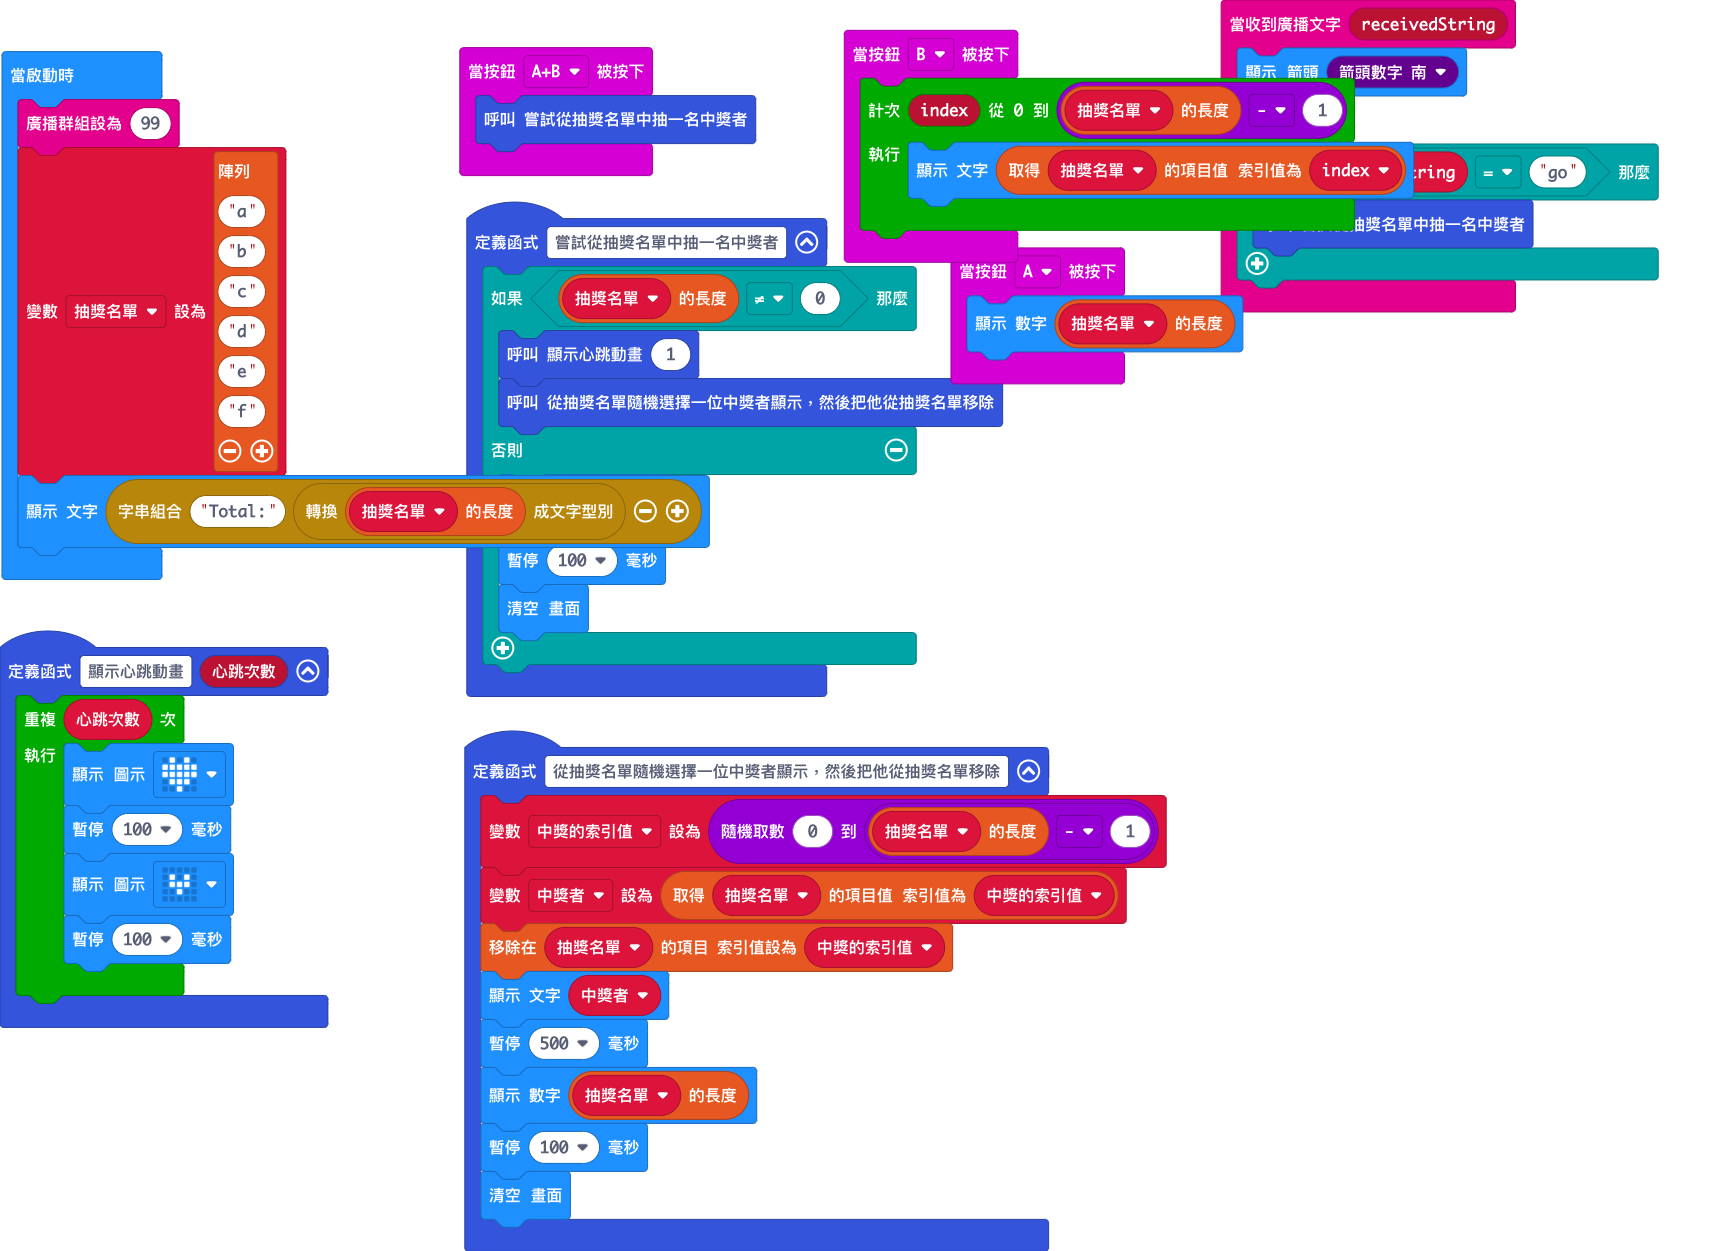 當啟動時
廣播群組設為 99
變數 抽獎名單 設為
陣列
"a"
"b"
"c"
"d"
"e"
"f"
顯示 文字 字串組合 "Total:" 轉換 抽獎名單 的長度 成文字型別
定義函式 顯示心跳動畫 心跳次數
重複 心跳次數 次
執行
顯示 圖示
暫停 100 毫秒
顯示 圖示
暫停 100 毫秒
當按鈕 A+B 被按下
呼叫 嘗試從抽獎名單中抽一名中獎者
定義函式 嘗試從抽獎名單中抽一名中獎者
如果 抽獎名單 的長度 ≠ 0 那麼
呼叫 顯示心跳動畫 1
呼叫 從抽獎名單隨機選擇一位中獎者顯示,然後把他從抽獎名單移除
否則
暫停 100 毫秒
清空 畫面
定義函式 從抽獎名單隨機選擇一位中獎者顯示,然後把他從抽獎名單移除
變數 中獎的索引值 設為 隨機取數 0 到 抽獎名單 的長度 - 1
變數 中獎者 設為 取得 抽獎名單 的項目值 索引值為 中獎的索引值
移除在 抽獎名單 的項目 索引值設為 中獎的索引值
顯示 文字 中獎者
暫停 500 毫秒
顯示 數字 抽獎名單 的長度
暫停 100 毫秒
清空 畫面
當按鈕 B 被按下
計次 index 從 0 到 抽獎名單 的長度 - 1
執行
顯示 文字 取得 抽獎名單 的項目值 索引值為 index
當按鈕 A 被按下
顯示 數字 抽獎名單 的長度
當收到廣播文字 receivedString
顯示 箭頭 箭頭數字 南
ring = "go" 那麼
抽獎名單中抽一名中獎者